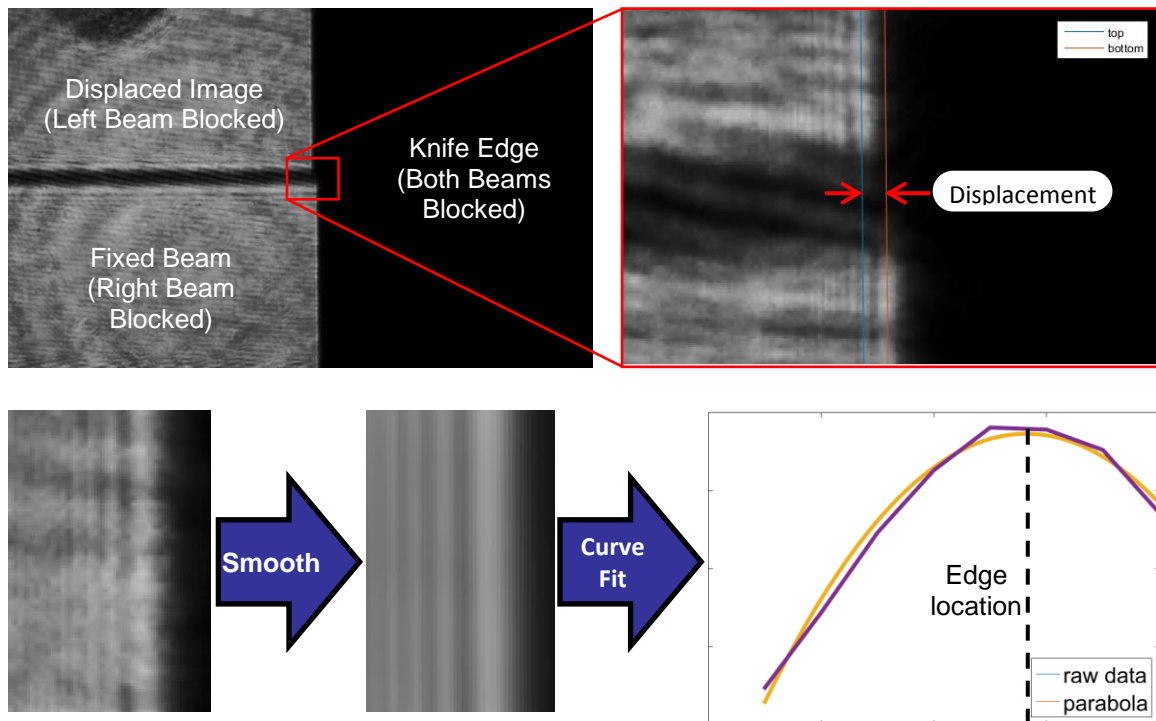 Displaced Image
(Left Beam Blocked)
Knife Edge
(Both Beams
Blocked)
Fixed Beam
(Right Beam
Blocked)
top
bottom
Displacement
Smooth
Curve
Fit
Edge
location
raw data
parabola